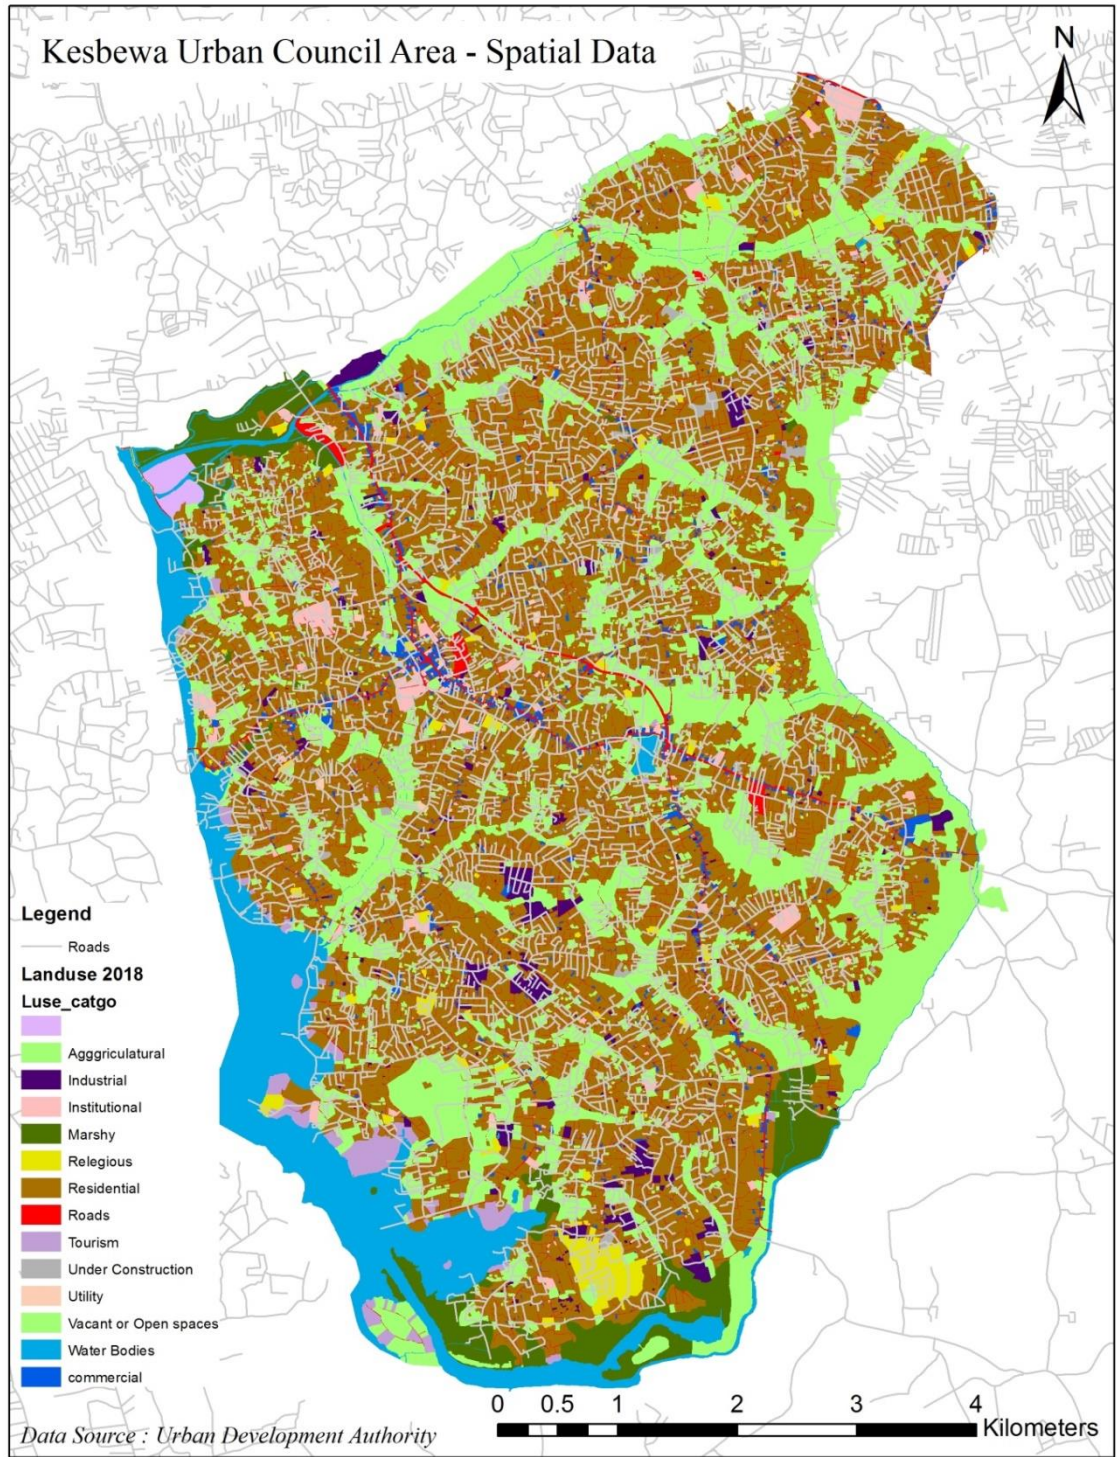 Kesbewa Urban Council Area - Spatial Data
N
Legend
Roads
Landuse 2018
Luse_catgo
Agggriculatural
Industrial
Institutional
Marshy
Relegious
Residential
Roads
Tourism
Under Construction
Utility
Vacant or Open spaces
Water Bodies
commercial
0 0.5 1 2 3 4
Kilometers
Data Source : Urban Development Authority